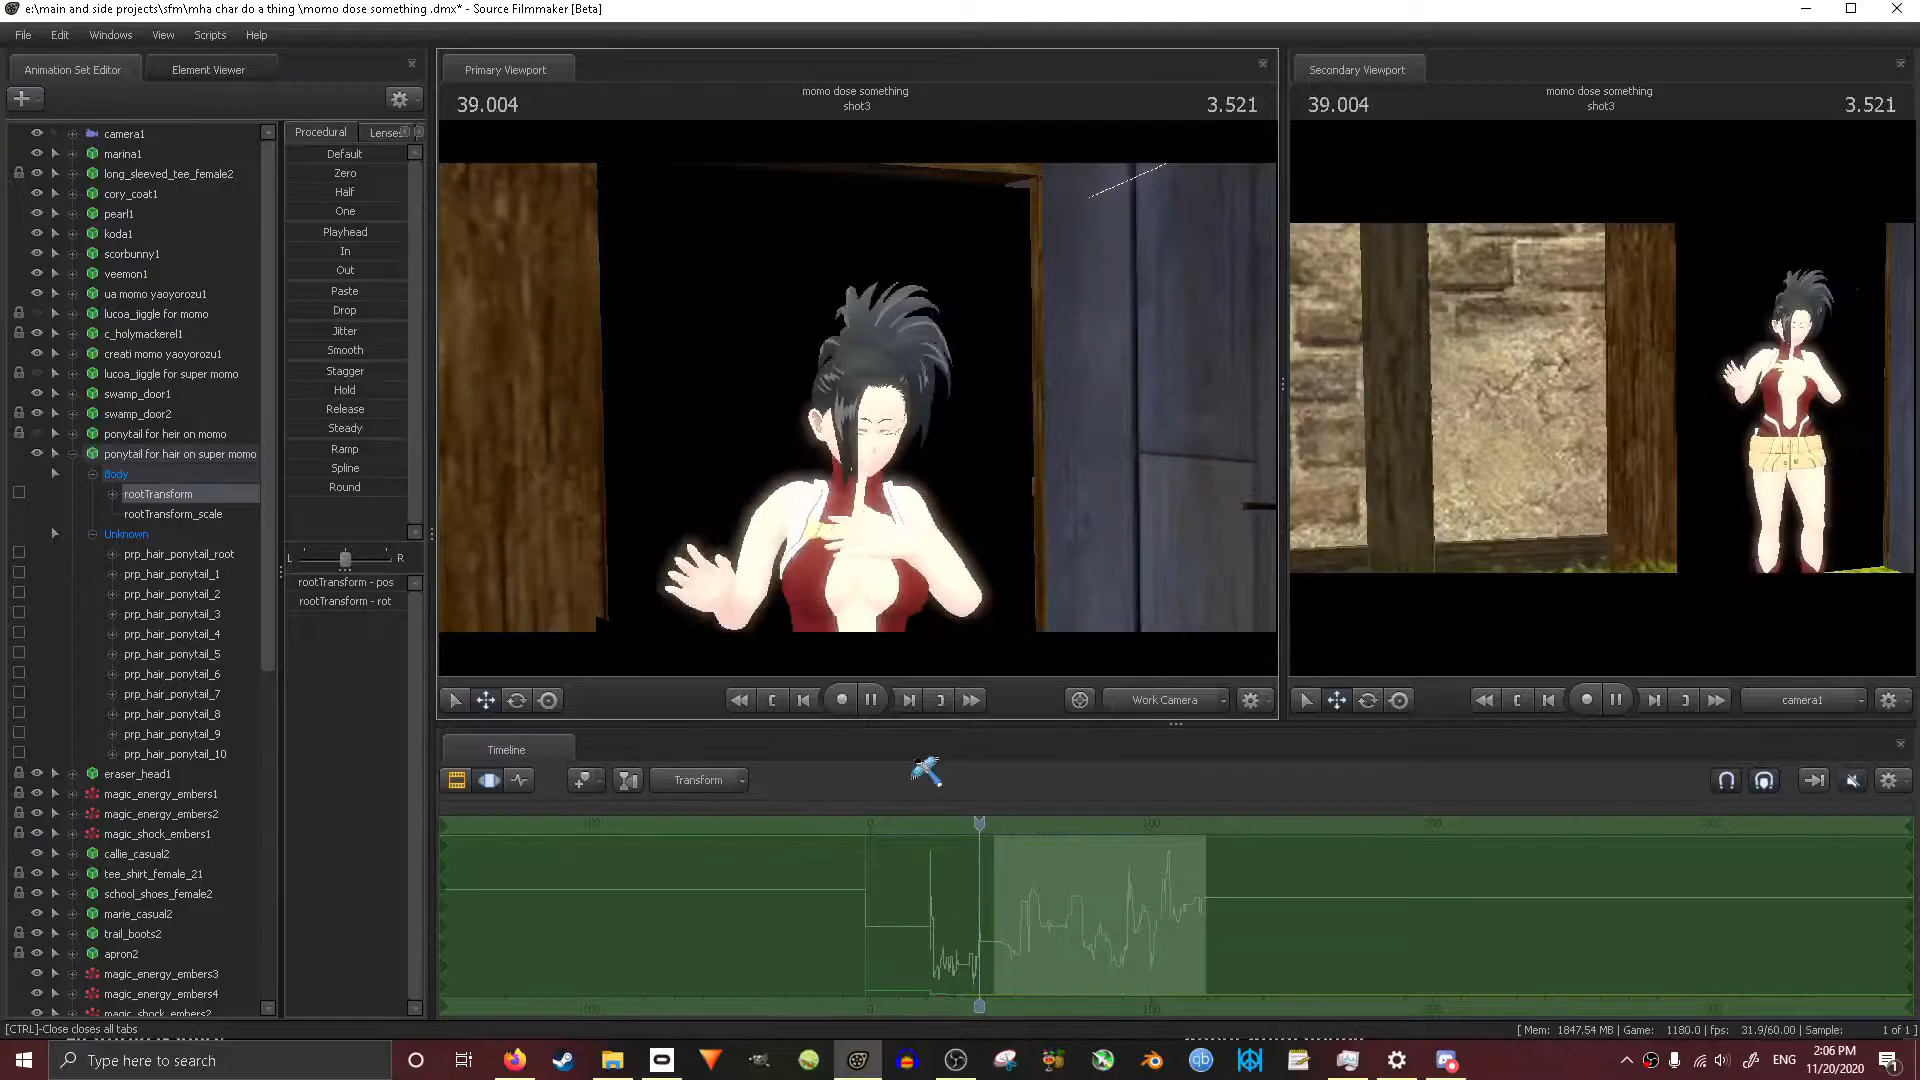 e:\main and side projects\sfm\mha char do a thing \momo dose something .dmx* - Source Filmmaker [Beta]
File Edit Windows View Scripts Help
Animation Set Editor
Element Viewer
camera1
marina1
long_sleeved_tee_female2
cory_coat1
pearl1
koda1
scorbunny1
veemon1
ua momo yaoyorozu1
lucoa_jiggle for momo
c_holymackerel1
creati momo yaoyorozu1
lucoa_jiggle for super momo
swamp_door1
swamp_door2
ponytail for heir on momo
ponytail for hair on super momo
Body
rootTransform
rootTransform_scale
Unknown
prp_hair_ponytail_root
prp_hair_ponytail_1
prp_hair_ponytail_2
prp_hair_ponytail_3
prp_hair_ponytail_4
prp_hair_ponytail_5
prp_hair_ponytail_6
prp_hair_ponytail_7
prp_hair_ponytail_8
prp_hair_ponytail_9
prp_hair_ponytail_10
eraser_head1
magic_energy_embers1
magic_energy_embers2
magic_shock_embers1
callie_casual2
tee_shirt_female_21
school_shoes_female2
marie_casual2
trail_boots2
apron2
magic_energy_embers3
magic_energy_embers4
magic_shock_embers2
Procedural
Lenses
Default
Zero
Half
One
Playhead
In
Out
Paste
Drop
Jitter
Smooth
Stagger
Hold
Release
Steady
Ramp
Spline
Round
L R
rootTransform - pos
rootTransform - rot
Primary Viewport
39.004
momo dose something
shot3
3.521
Work Camera
Secondary Viewport
39.004
momo dose something
shot3
3.521
camera1
Timeline
Transform
0
100
100
[CTRL]-Close closes all tabs
[ Mem: 1847.54 MB | Game: 1180.0 | fps: 31.9/60.00 | Sample: 1 of 1 ]
Type here to search
ENG
2:06 PM
11/20/2020